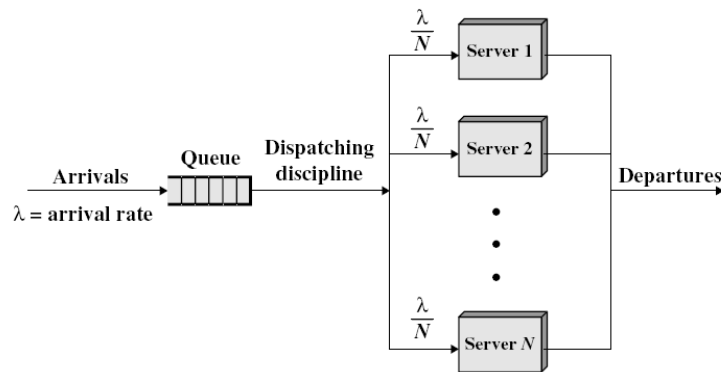 λ
N
Server 1
λ
N
Server 2
Queue
Dispatching
discipline
Arrivals
λ = arrival rate
Departures
λ
N
Server N